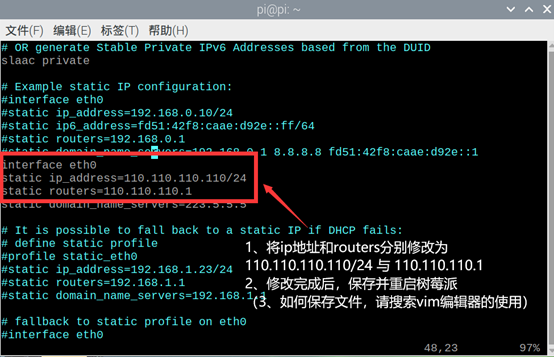 pi@pi: ~
文件(F) 编辑(E) 标签(T) 帮助(H)
# OR generate Stable Private IPv6 Addresses based from the DUID
slaac private
# Example static IP configuration:
#interface eth0
#static ip_address=192.168.0.10/24
#static ip6_address=fd51:42f8:caae:d92e::ff/64
#static routers=192.168.0.1
#static domain_name_servers=192.168.0.1 8.8.8.8 fd51:42f8:caae:d92e::1
interface eth0
static ip_address=110.110.110.110/24
static routers=110.110.110.1
static domain_name_servers=223.5.5.5
# It is possible to fall back to a static IP if DHCP fails:
# define static profile
#profile static_eth0
#static ip_address=192.168.1.23/24
#static routers=192.168.1.1
#static domain_name_servers=192.168.1.1
# fallback to static profile on eth0
#interface eth0
1、将ip地址和routers分别修改为
110.110.110.110/24 与 110.110.110.1
2、修改完成后，保存并重启树莓派
（3、如何保存文件，请搜索vim编辑器的使用）
48,23 97%